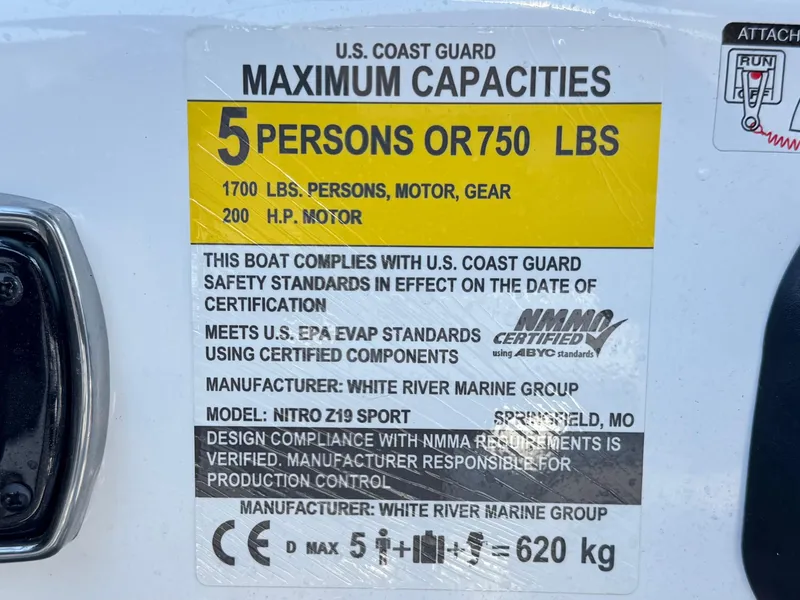 U.S. COAST GUARD
MAXIMUM CAPACITIES
5 PERSONS OR 750 LBS
1700 LBS. PERSONS, MOTOR, GEAR
200 H.P. MOTOR
THIS BOAT COMPLIES WITH U.S. COAST GUARD
SAFETY STANDARDS IN EFFECT ON THE DATE OF
CERTIFICATION
MEETS U.S. EPA EVAP STANDARDS
USING CERTIFIED COMPONENTS
NMMA
CERTIFIED
using ABYC standards
MANUFACTURER: WHITE RIVER MARINE GROUP
MODEL: NITRO Z19 SPORT SPRINGFIELD, MO
DESIGN COMPLIANCE WITH NMMA REQUIREMENTS IS
VERIFIED. MANUFACTURER RESPONSIBLE FOR
PRODUCTION CONTROL
MANUFACTURER: WHITE RIVER MARINE GROUP
CE D MAX 5 + + = 620 kg
ATTACH
RUN
OFF